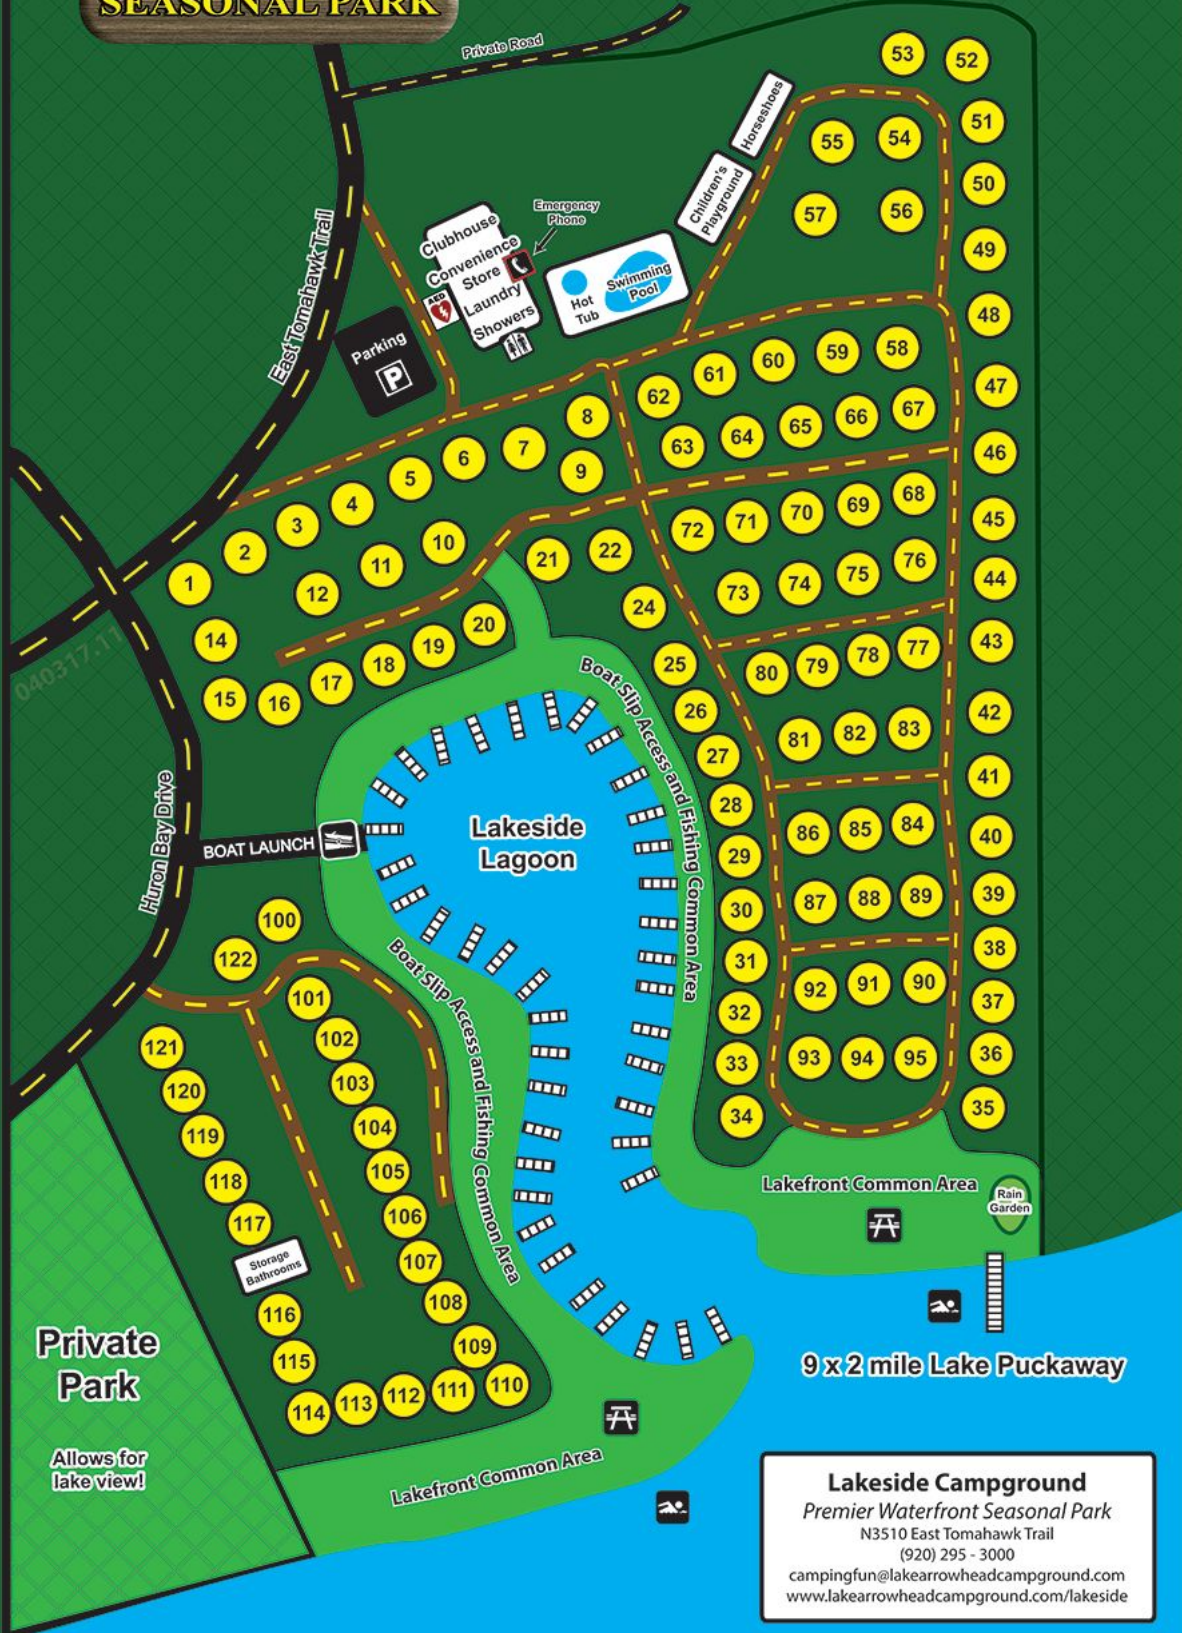 SEASONAL PARK
Private Road
53
52
51
50
49
48
47
46
45
44
43
42
41
40
39
38
37
36
35
Horseshoes
Children's
Playground
55
54
57
56
Emergency
Phone
Clubhouse
Convenience
Store
Laundry
Showers
AED
Hot
Tub
Swimming
Pool
East Tomahawk Trail
Parking
P
62
61
60
59
58
63
64
65
66
67
8
7
6
5
4
3
2
1
9
10
11
12
14
15
16
17
18
19
20
21
22
24
25
26
27
28
29
30
31
32
33
34
72
71
70
69
68
73
74
75
76
80
79
78
77
81
82
83
86
85
84
87
88
89
92
91
90
93
94
95
040317.11
Huron Bay Drive
BOAT LAUNCH
Lakeside
Lagoon
Boat Slip Access and Fishing Common Area
Boat Slip Access and Fishing Common Area
100
122
101
102
103
104
105
106
107
108
109
110
111
112
113
114
115
116
Storage
Bathrooms
117
118
119
120
121
Lakefront Common Area
Rain
Garden
9 x 2 mile Lake Puckaway
Private
Park
Allows for
lake view!
Lakefront Common Area
Lakeside Campground
Premier Waterfront Seasonal Park
N3510 East Tomahawk Trail
(920) 295 - 3000
campingfun@lakearrowheadcampground.com
www.lakearrowheadcampground.com/lakeside